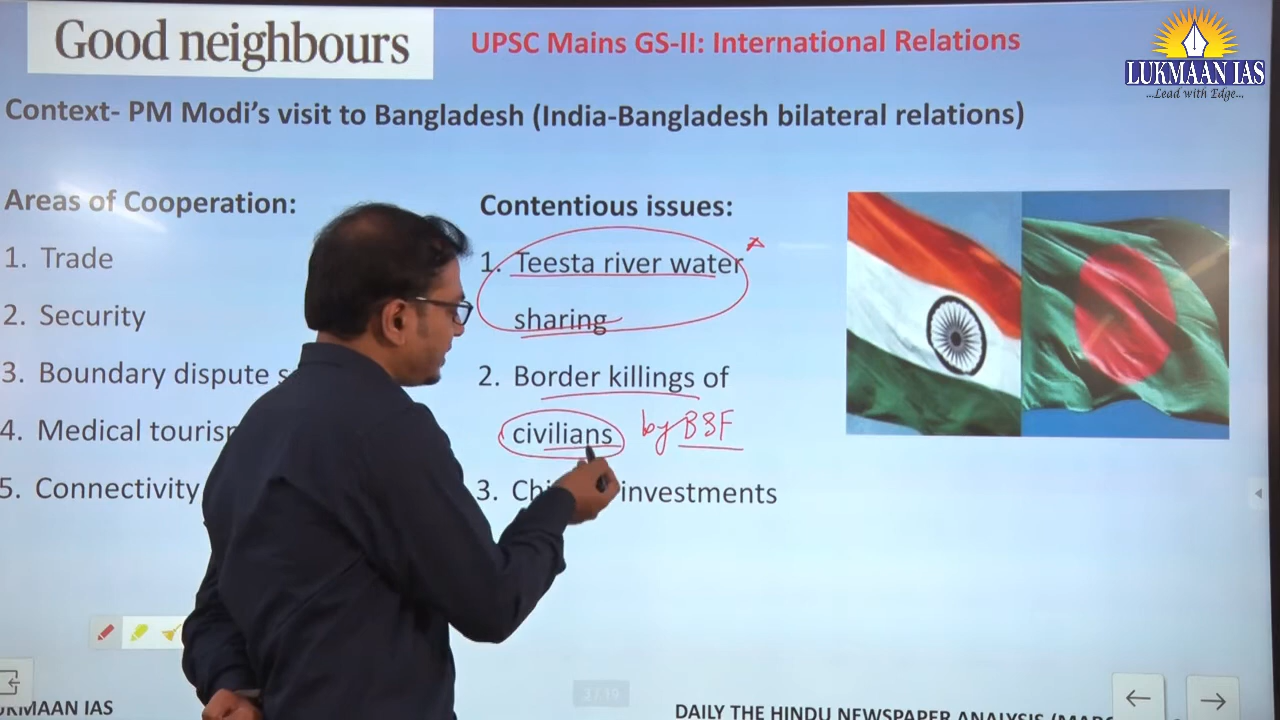 Good neighbours
UPSC Mains GS-II: International Relations
LUKMAAN IAS
...Lead with Edge...
Context- PM Modi's visit to Bangladesh (India-Bangladesh bilateral relations)
Areas of Cooperation:
1. Trade
2. Security
3. Boundary dispute
4. Medical
5. Connectivity
Contentious issues:
1. Teesta river water
sharing
2. Border killings of
civilians by BSF
3. investments
3 / 10
IAS
DAILY THE HINDU NEWSPAPER ANALYSIS